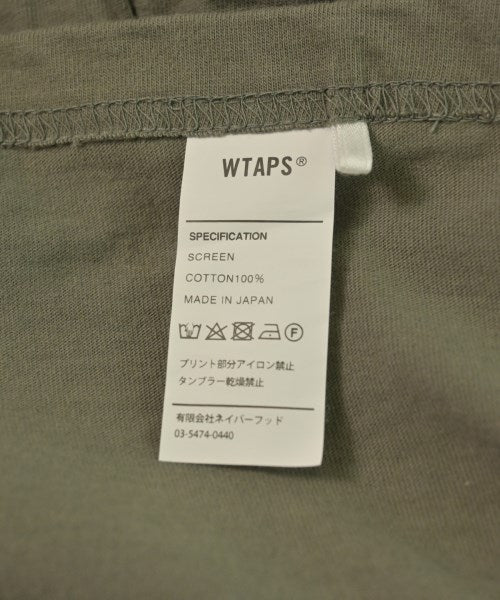 WTAPS®
SPECIFICATION
SCREEN
COTTON100%
MADE IN JAPAN
F
プリント部分アイロン禁止
タンブラー乾燥禁止
有限会社ネイバーフッド
03-5474-0440